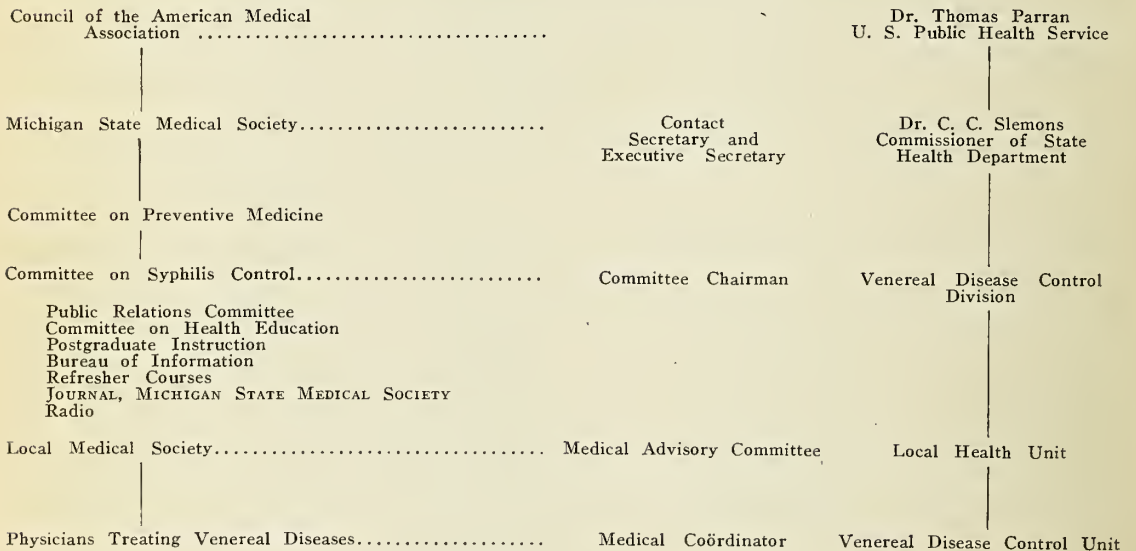 Council of the American Medical
Association ...................................
Dr. Thomas Parran
U. S. Public Health Service
Michigan State Medical Society.........................
Contact
Secretary and
Executive Secretary
Dr. C. C. Slemons
Commissioner of State
Health Department
Committee on Preventive Medicine
Committee on Syphilis Control.........................
Committee Chairman
Venereal Disease Control
Division
Public Relations Committee
Committee on Health Education
Postgraduate Instruction
Bureau of Information
Refresher Courses
JOURNAL, MICHIGAN STATE MEDICAL SOCIETY
Radio
Local Medical Society.................................
Medical Advisory Committee
Local Health Unit
Physicians Treating Venereal Diseases...................
Medical Coördinator
Venereal Disease Control Unit